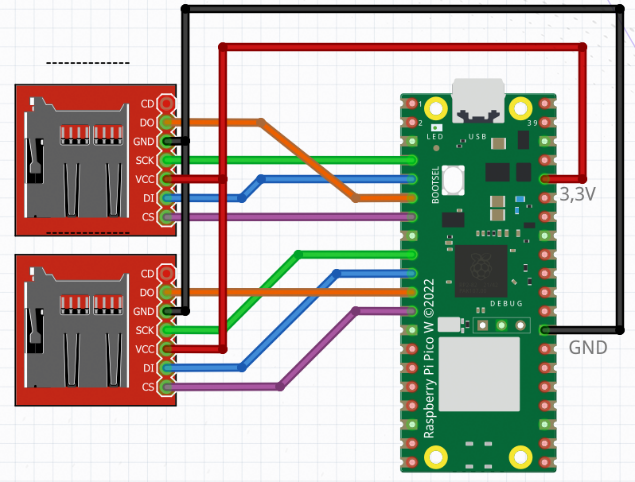 CD
DO
GND
SCK
VCC
DI
CS
CD
DO
GND
SCK
VCC
DI
CS
1
2
39
LED
USB
BOOTSEL
3,3V
DEBUG
Raspberry Pi Pico W ©2022
GND